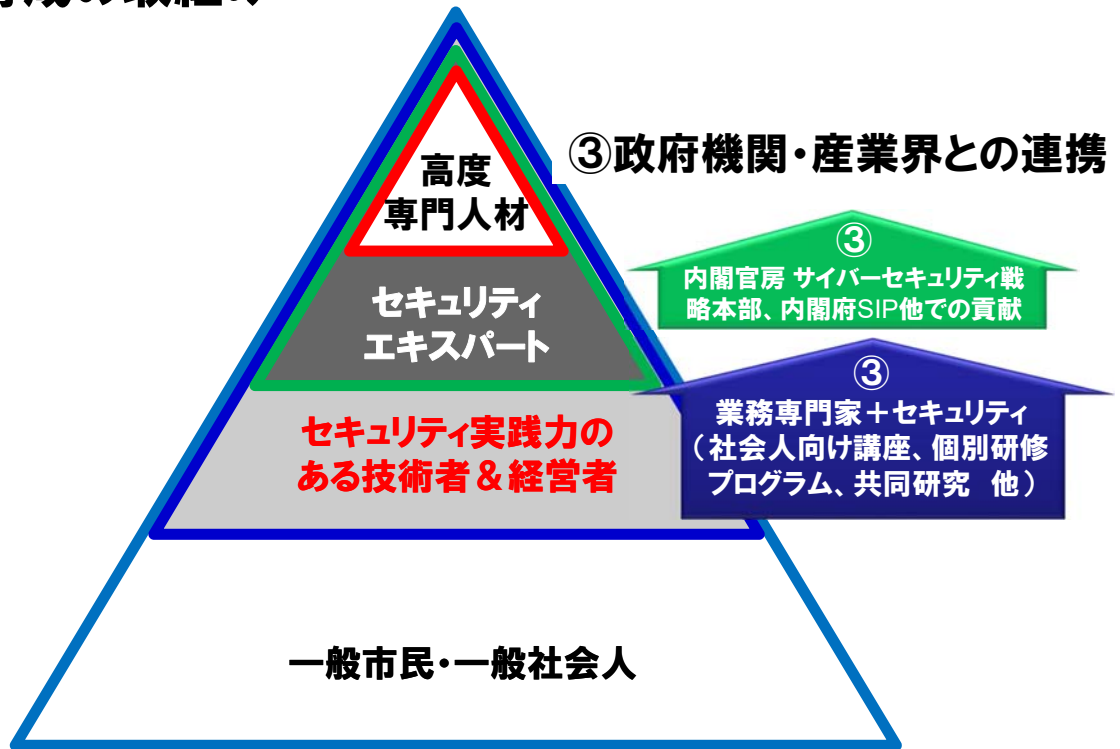 ③政府機関・産業界との連携
高度
専門人材
③
内閣官房 サイバーセキュリティ戦
略本部、内閣府SIP他での貢献
セキュリティ
エキスパート
③
業務専門家＋セキュリティ
（社会人向け講座、個別研修
プログラム、共同研究 他）
セキュリティ実践力の
ある技術者＆経営者
一般市民・一般社会人